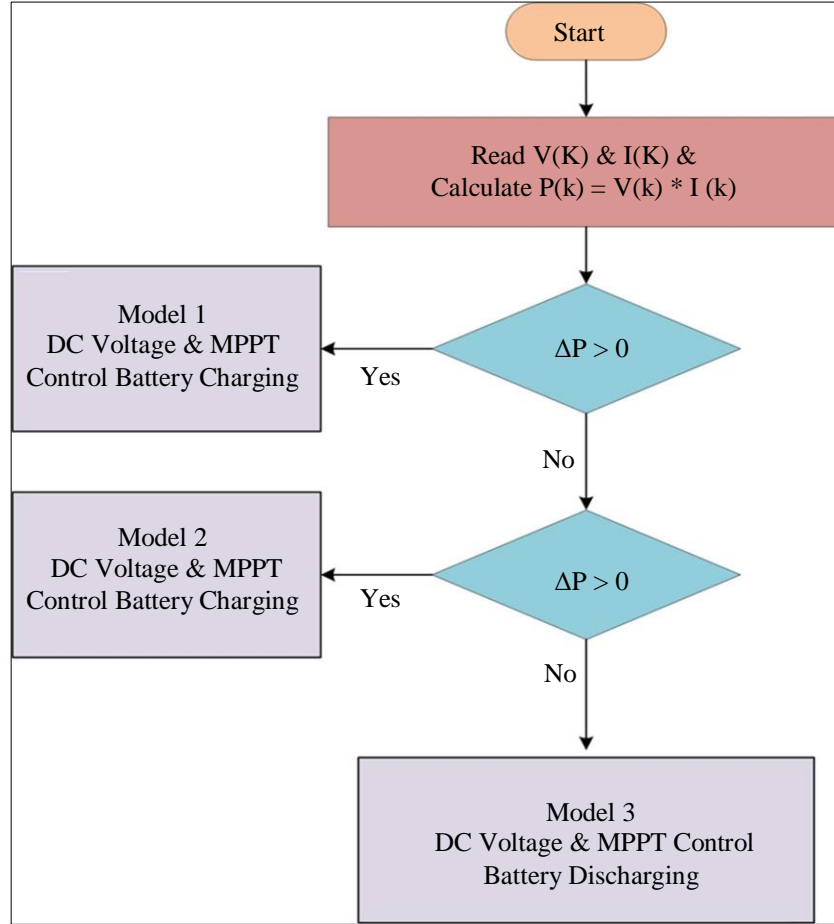 Start
Read V(K) & I(K) &
Calculate P(k) = V(k) * I (k)
Model 1
DC Voltage & MPPT
Control Battery Charging
Yes
ΔP > 0
No
Model 2
DC Voltage & MPPT
Control Battery Charging
Yes
ΔP > 0
No
Model 3
DC Voltage & MPPT Control
Battery Discharging